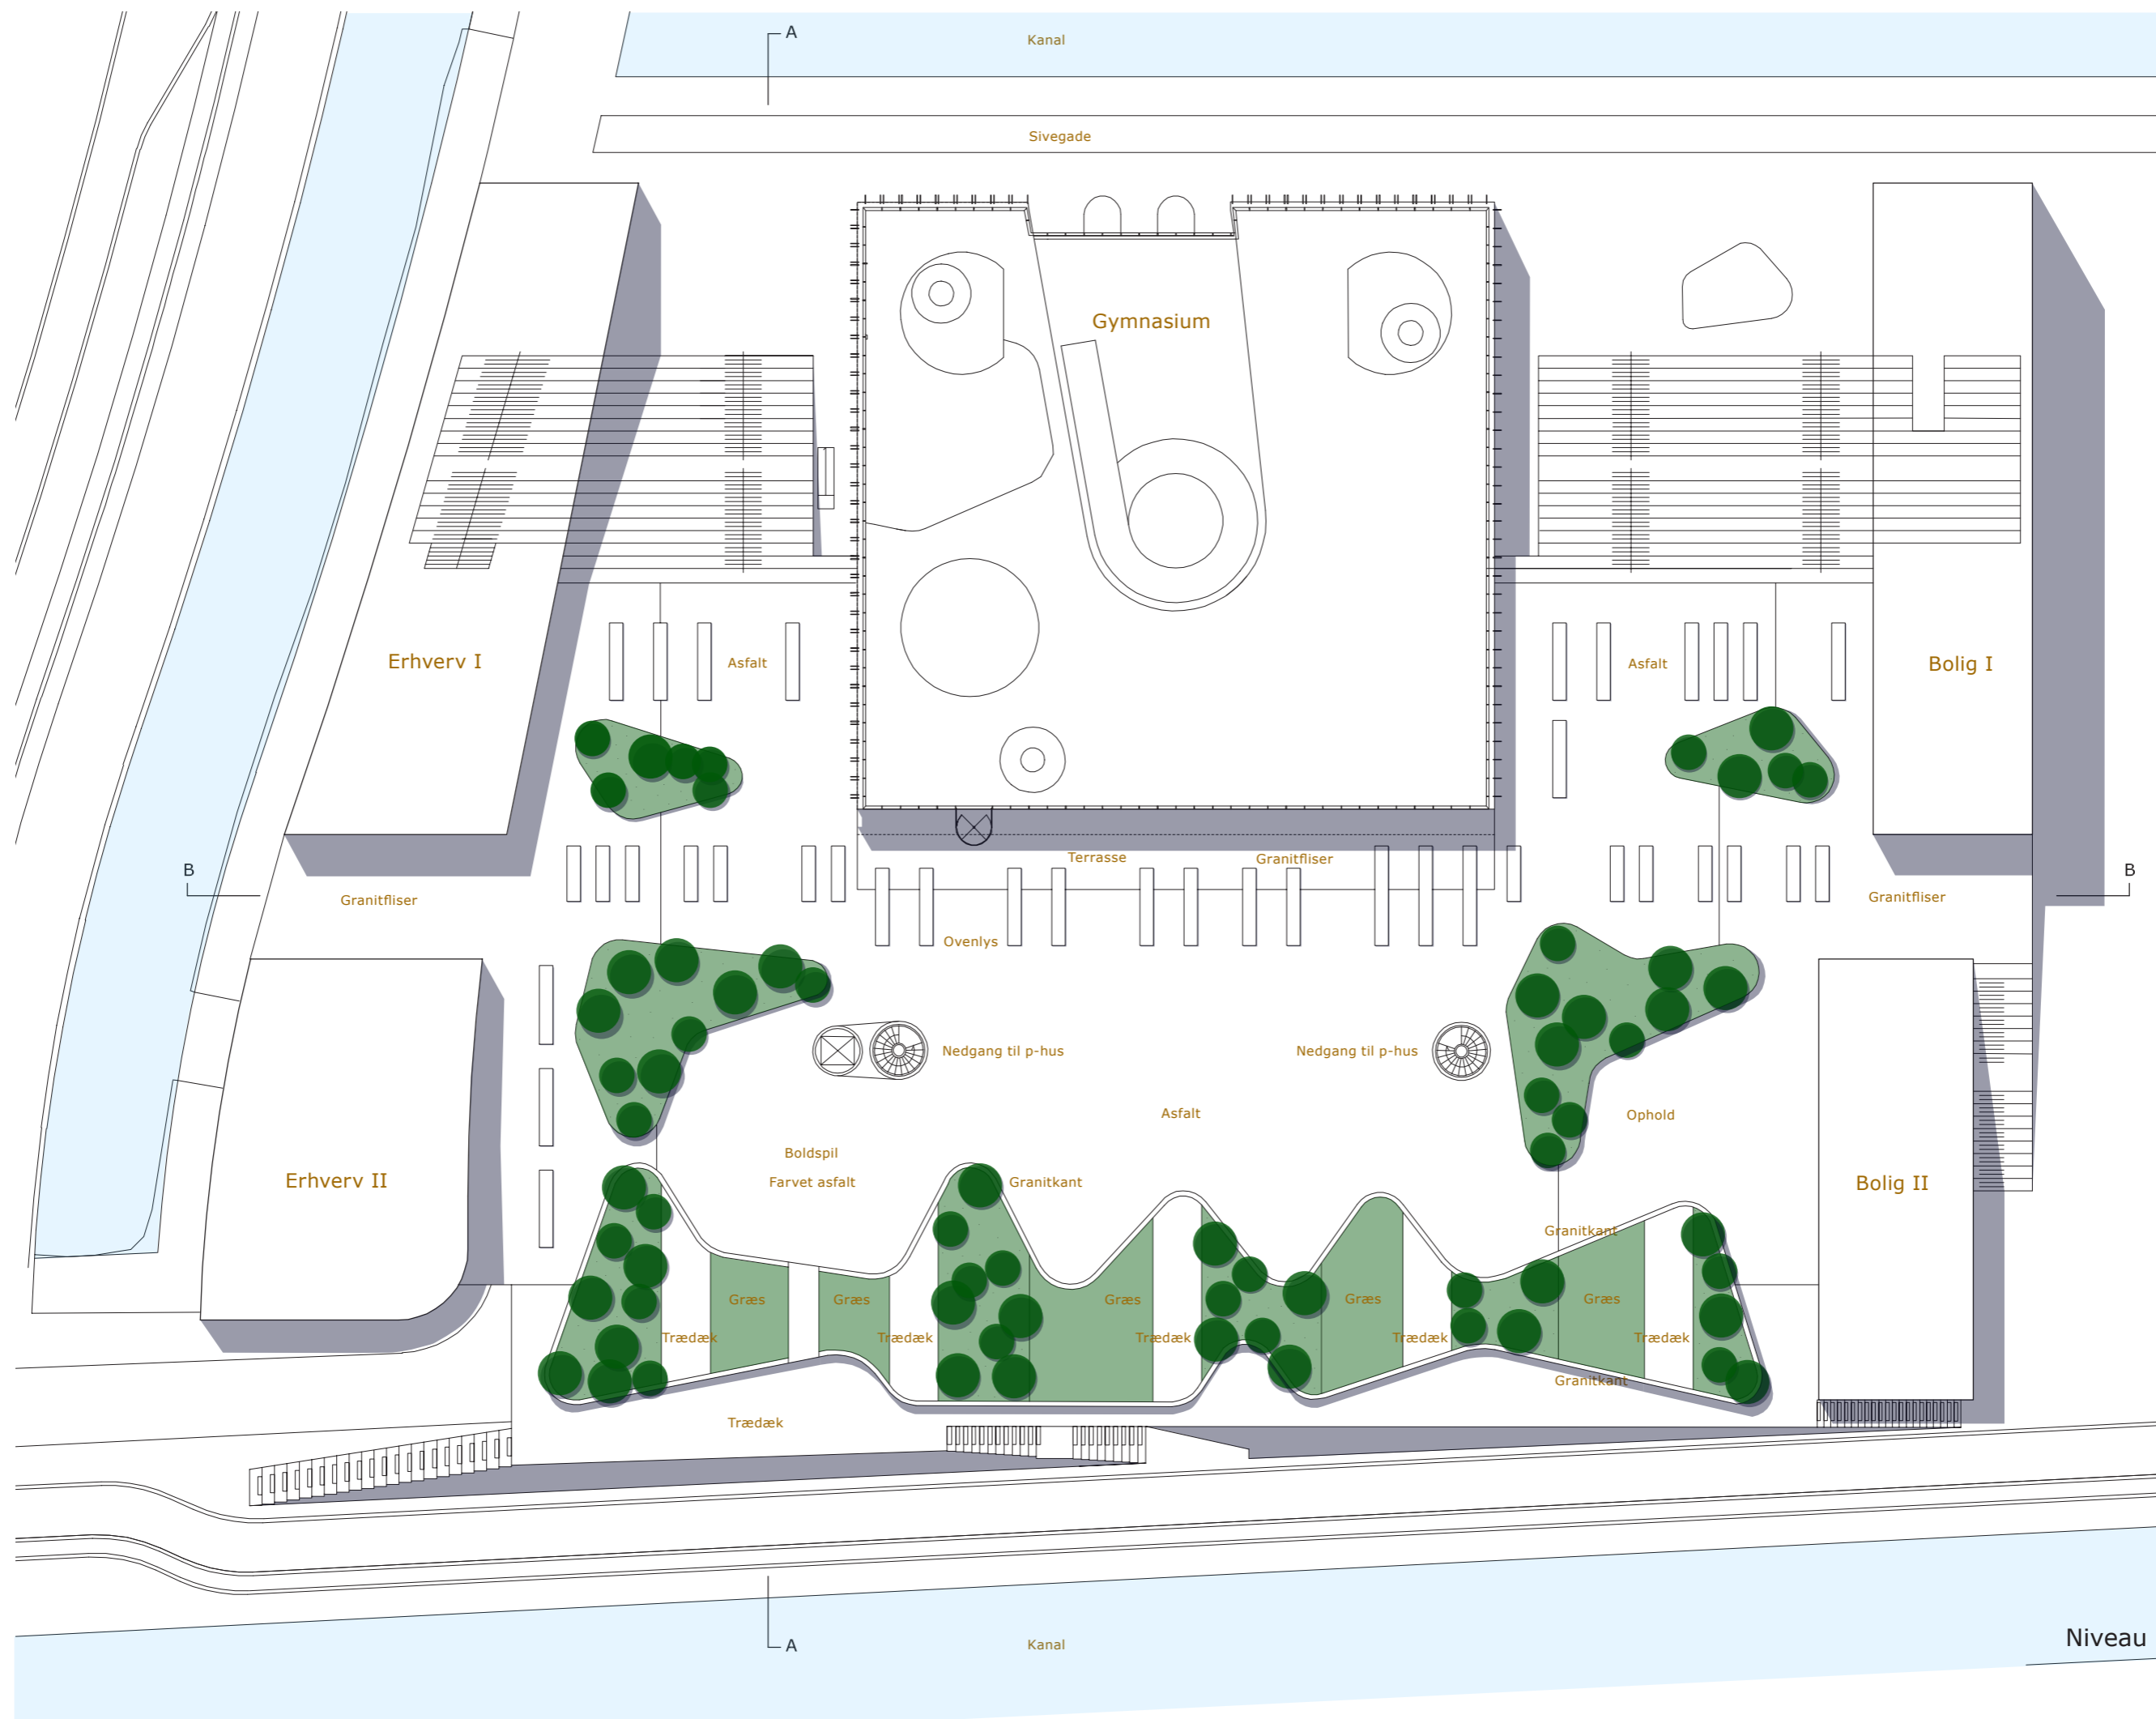 A
Kanal
Sivegade
Gymnasium
Erhverv I
Asfalt
Asfalt
Bolig I
Terrasse
Granitfliser
B
B
Granitfliser
Granitfliser
Ovenlys
Nedgang til p-hus
Nedgang til p-hus
Asfalt
Ophold
Boldspil
Farvet asfalt
Granitkant
Erhverv II
Bolig II
Granitkant
Græs
Græs
Græs
Græs
Græs
Trædæk
Trædæk
Trædæk
Trædæk
Trædæk
Granitkant
Trædæk
A
Kanal
Niveau